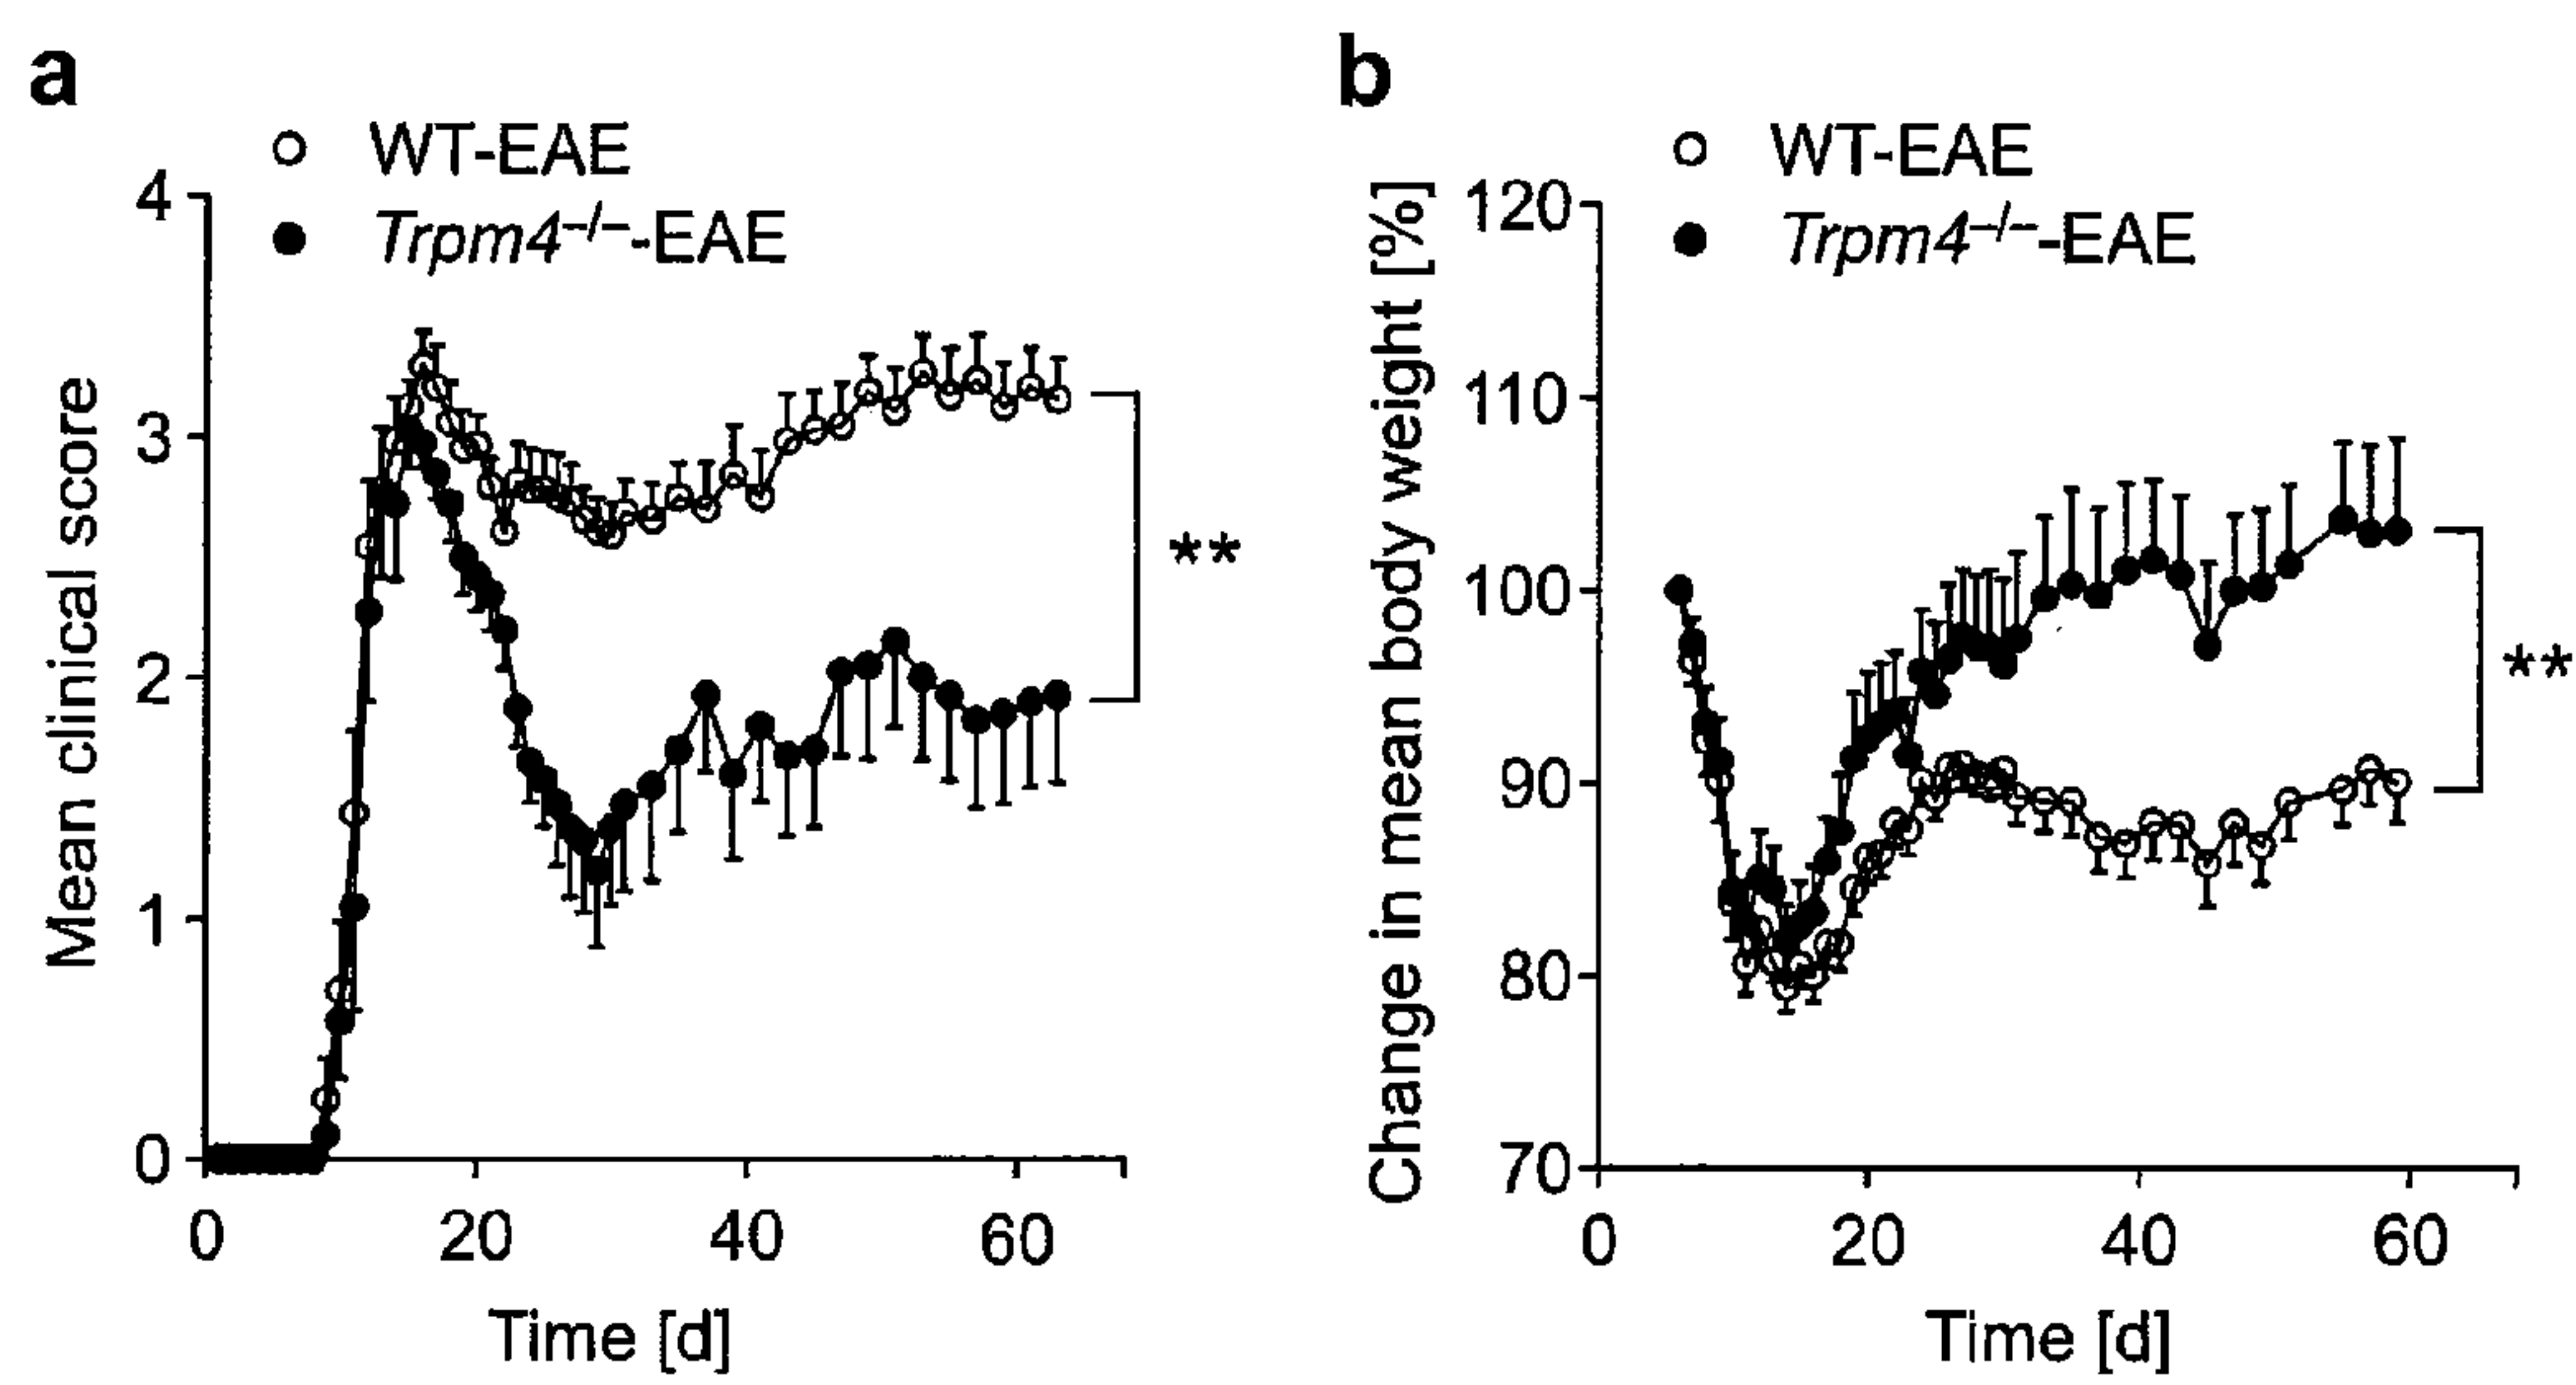 a
WT-EAE
Trpm4−/−-EAE
Mean clinical score
4
3
2
1
0
0 20 40 60
Time [d]
**
b
WT-EAE
Trpm4−/−-EAE
Change in mean body weight [%]
120
110
100
90
80
70
0 20 40 60
Time [d]
**